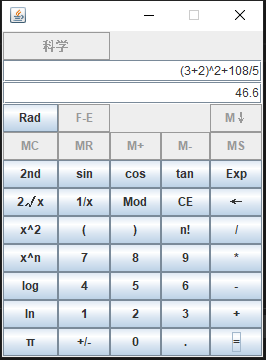 科学
(3+2)^2+108/5
46.6
Rad F-E M↓
MC MR M+ M- MS
2nd sin cos tan Exp
2√x 1/x Mod CE ←
x^2 ( ) n! /
x^n 7 8 9 *
log 4 5 6 -
ln 1 2 3 +
π +/- 0 . =